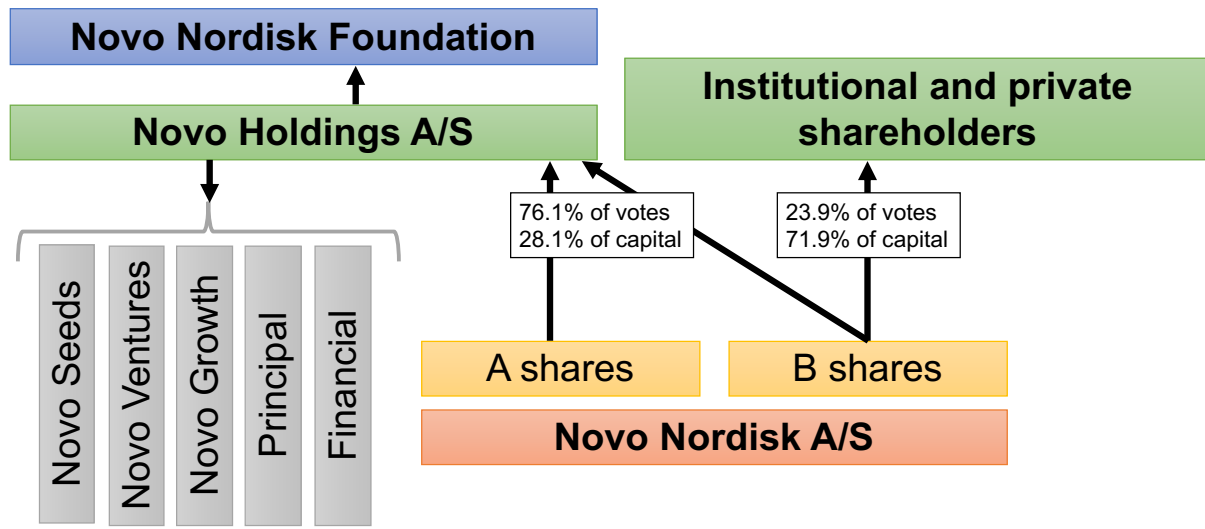 Novo Nordisk Foundation
Novo Holdings A/S
Institutional and private
shareholders
76.1% of votes
28.1% of capital
23.9% of votes
71.9% of capital
Novo Seeds
Novo Ventures
Novo Growth
Principal
Financial
A shares
B shares
Novo Nordisk A/S